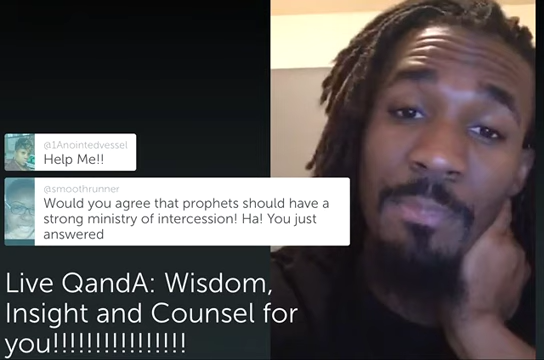 @1Anointedvessel
Help Me!!
@smoothrunner
Would you agree that prophets should have a
strong ministry of intercession! Ha! You just
answered
Live QandA: Wisdom,
Insight and Counsel for
you!!!!!!!!!!!!!!!!